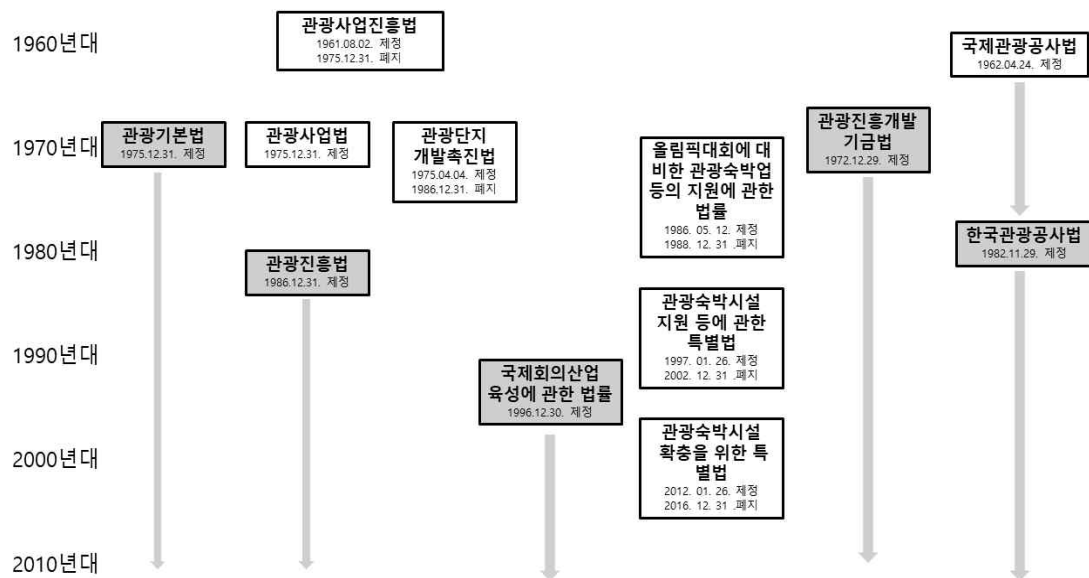 1960년대
관광사업진흥법
1961.08.02. 제정
1975.12.31. 폐지
국제관광공사법
1962.04.24. 제정
1970년대
관광기본법
1975.12.31. 제정
관광사업법
1975.12.31. 제정
관광단지
개발촉진법
1975.04.04. 제정
1986.12.31. 폐지
올림픽대회에 대
비한 관광숙박업
등의 지원에 관한
법률
1986. 05. 12. 제정
1988. 12. 31 .폐지
관광진흥개발
기금법
1972.12.29. 제정
1980년대
관광진흥법
1986.12.31. 제정
한국관광공사법
1982.11.29. 제정
1990년대
관광숙박시설
지원 등에 관한
특별법
1997. 01. 26. 제정
2002. 12. 31 .폐지
국제회의산업
육성에 관한 법률
1996.12.30. 제정
2000년대
관광숙박시설
확충을 위한 특
별법
2012. 01. 26. 제정
2016. 12. 31 .폐지
2010년대